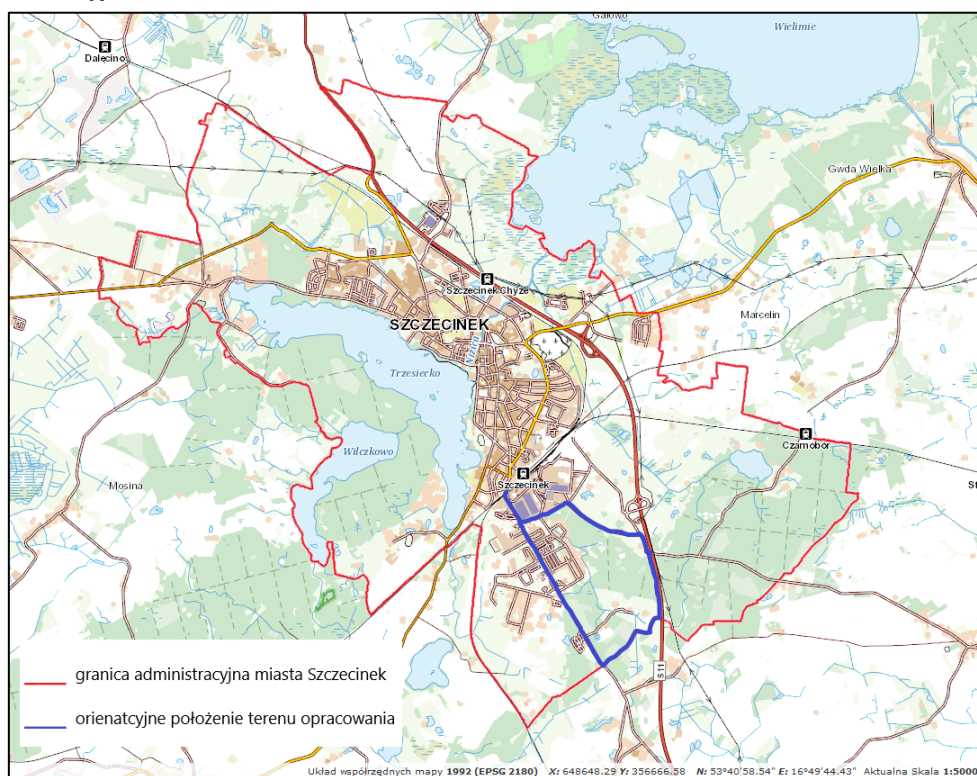 Gałowo
Wielimie
Dalęcino
Gwda Wielka
Szczecinek Chyże
Marcelin
SZCZECINEK
Nizica
Trzesiecko
Wilczkowo
Czarnobór
Mosina
Szczecinek
St
S11
granica administracyjna miasta Szczecinek
orienatcyjne położenie terenu opracowania
Układ współrzędnych mapy 1992 (EPSG 2180) X: 648648.29 Y: 356666.58 N: 53°40'58.54" E: 16°49'44.43" Aktualna Skala 1:5000